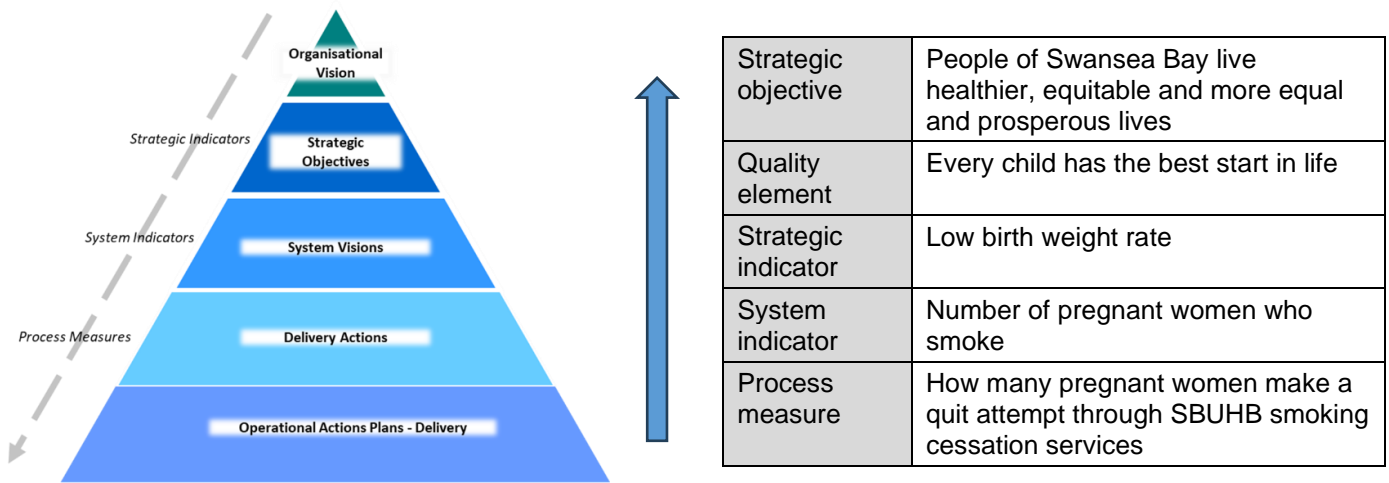 Organisational
Vision
Strategic Indicators
Strategic
Objectives
System Indicators
System Visions
Process Measures
Delivery Actions
Operational Actions Plans - Delivery
Strategic
objective
People of Swansea Bay live
healthier, equitable and more equal
and prosperous lives
Quality
element
Every child has the best start in life
Strategic
indicator
Low birth weight rate
System
indicator
Number of pregnant women who
smoke
Process
measure
How many pregnant women make a
quit attempt through SBUHB smoking
cessation services